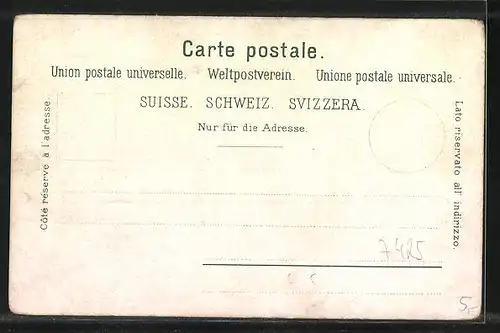 Carte postale.
Union postale universelle. Weltpostverein. Unione postale universale.
SUISSE. SCHWEIZ. SVIZZERA.
Nur für die Adresse.
Côté réservé à l'adresse.
Lato riservato all' indirizzo.
5,-